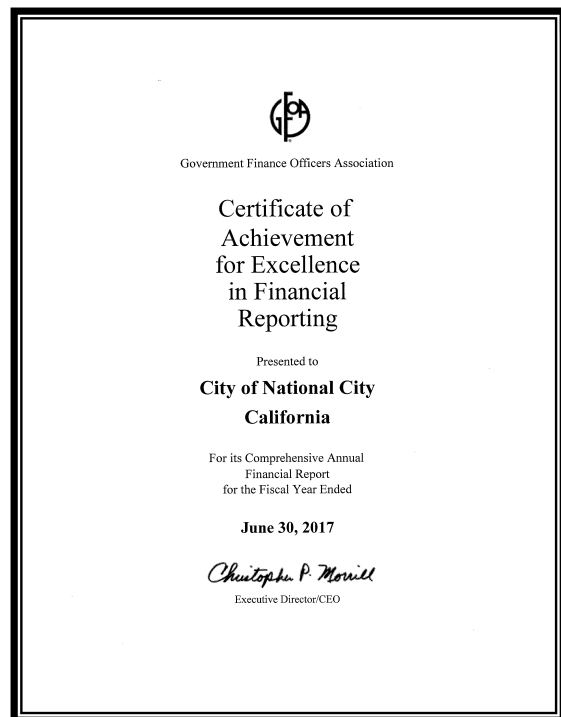 GFOA
Government Finance Officers Association
Certificate of
Achievement
for Excellence
in Financial
Reporting
Presented to
City of National City
California
For its Comprehensive Annual
Financial Report
for the Fiscal Year Ended
June 30, 2017
Christopher P. Morrill
Executive Director/CEO